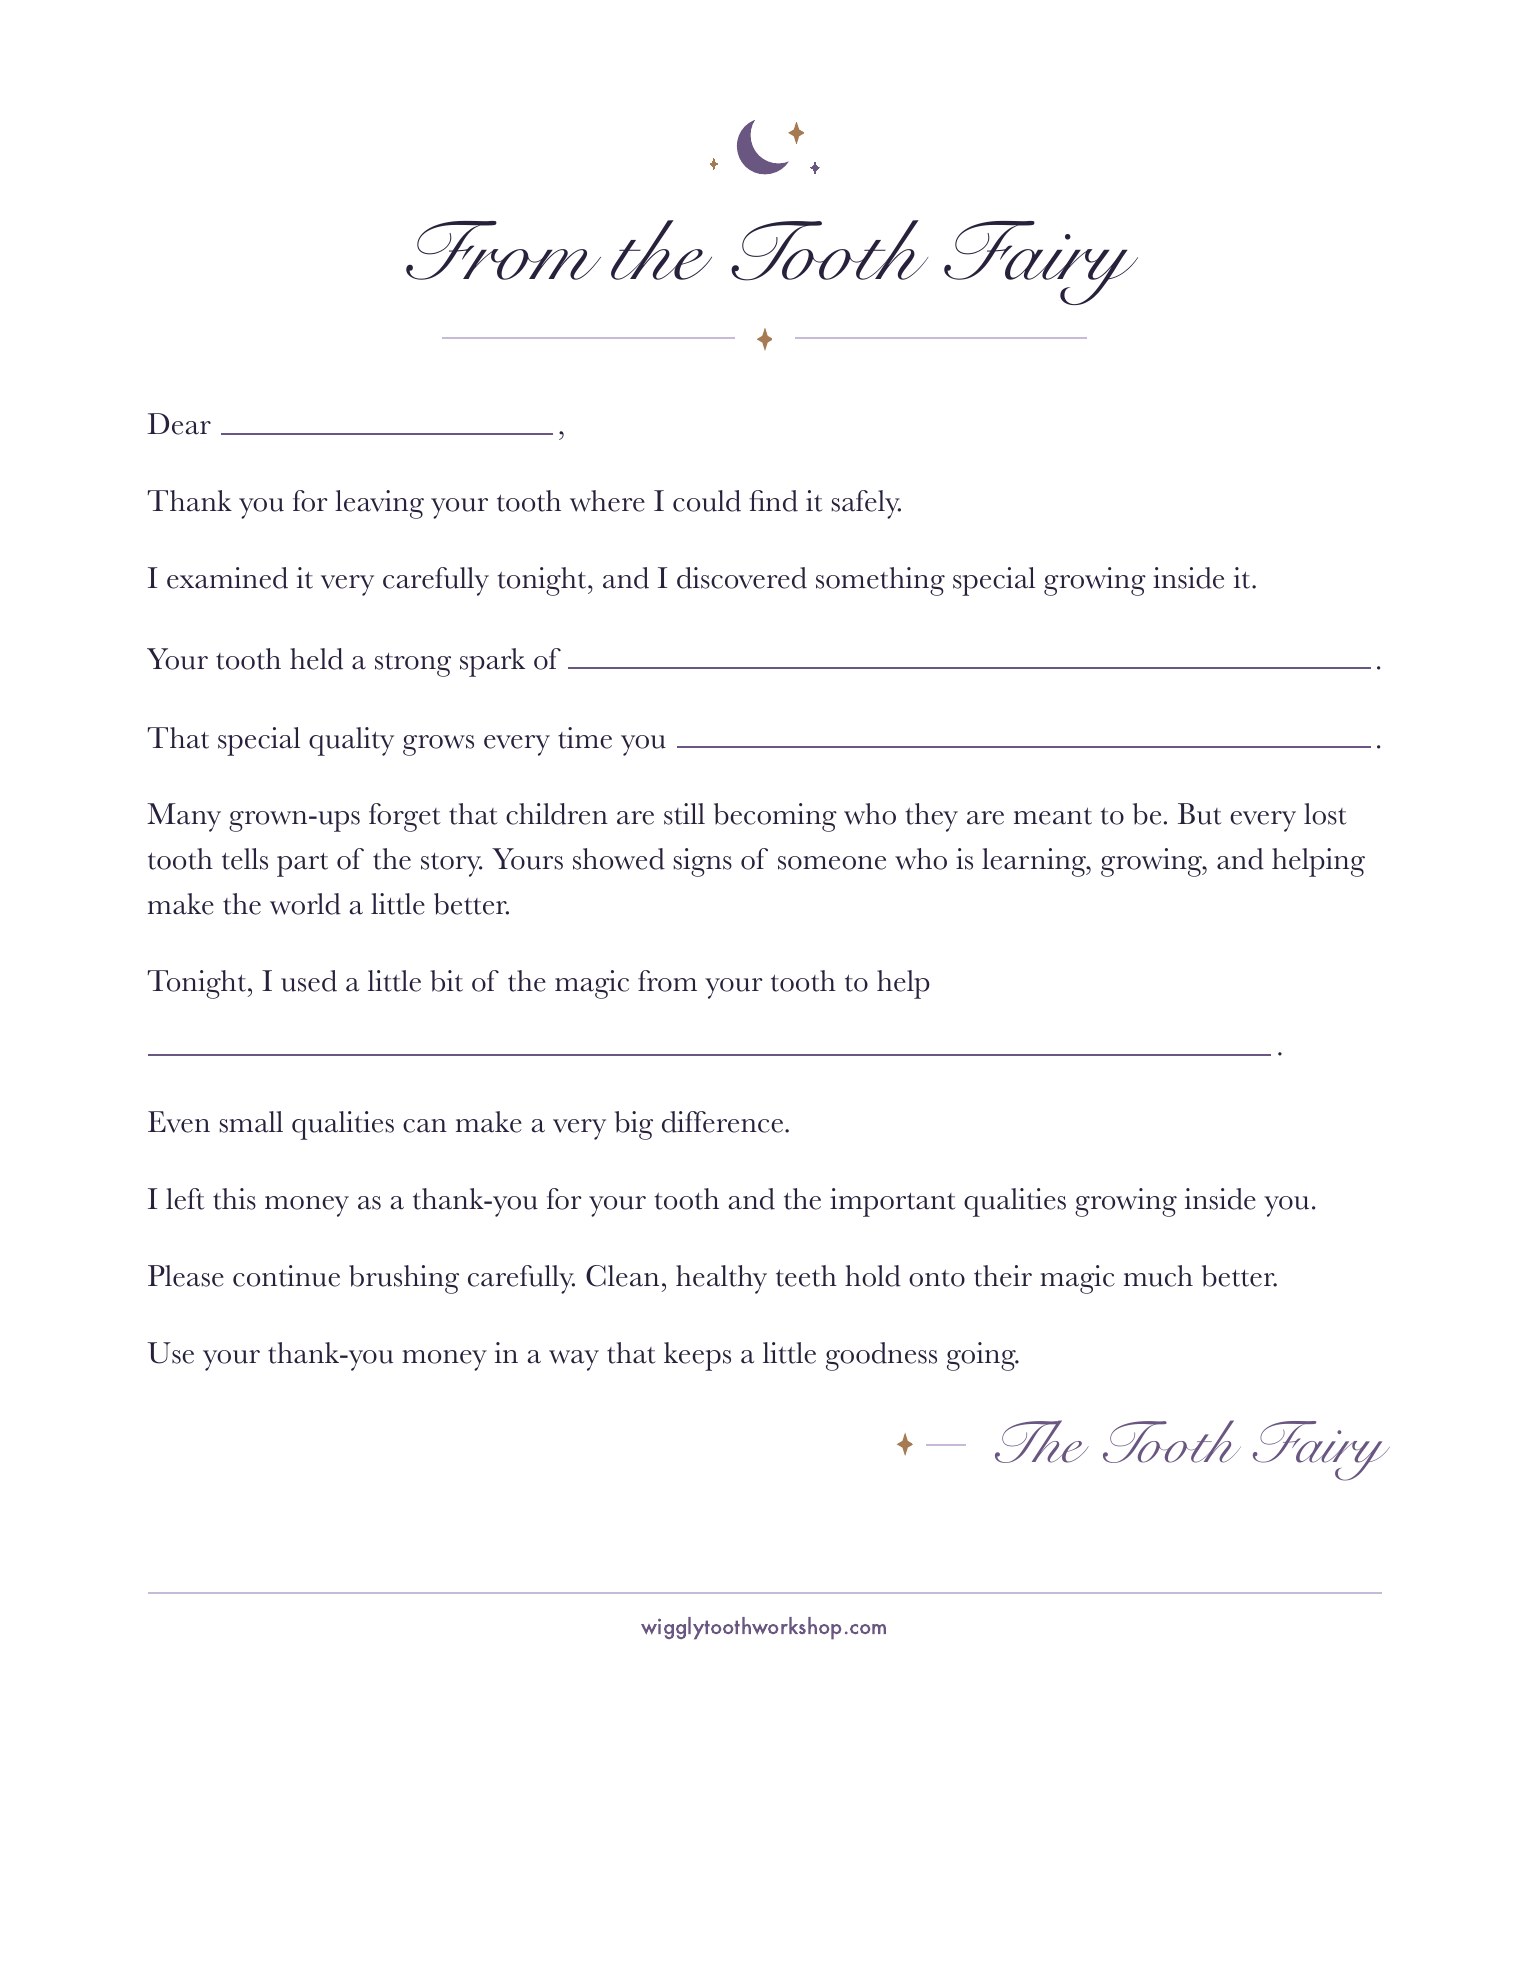 From the Tooth Fairy
Dear ____________________,
Thank you for leaving your tooth where I could find it safely.
I examined it very carefully tonight, and I discovered something special growing inside it.
Your tooth held a strong spark of ____________________.
That special quality grows every time you ____________________.
Many grown-ups forget that children are still becoming who they are meant to be. But every lost
tooth tells part of the story. Yours showed signs of someone who is learning, growing, and helping
make the world a little better.
Tonight, I used a little bit of the magic from your tooth to help
____________________.
Even small qualities can make a very big difference.
I left this money as a thank-you for your tooth and the important qualities growing inside you.
Please continue brushing carefully. Clean, healthy teeth hold onto their magic much better.
Use your thank-you money in a way that keeps a little goodness going.
— The Tooth Fairy
wigglytoothworkshop.com